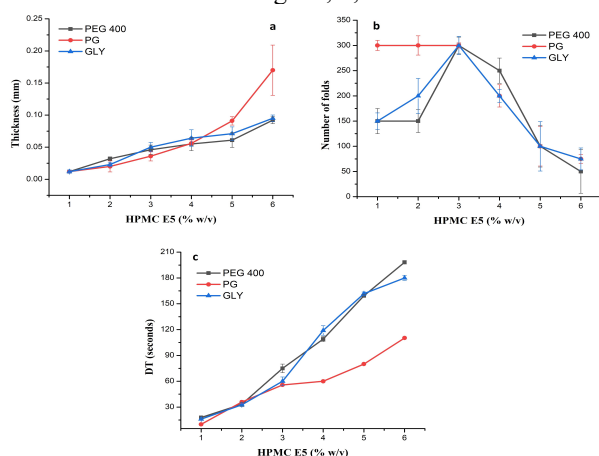 a
PEG 400
PG
GLY
0.25
0.20
0.15
0.10
0.05
0.00
Thickness (mm)
1 2 3 4 5 6
HPMC E5 (% w/v)
b
PEG 400
PG
GLY
400
350
300
250
200
150
100
50
0
Number of folds
1 2 3 4 5 6
HPMC E5 (% w/v)
c
PEG 400
PG
GLY
210
180
150
120
90
60
30
DT (seconds)
1 2 3 4 5 6
HPMC E5 (% w/v)